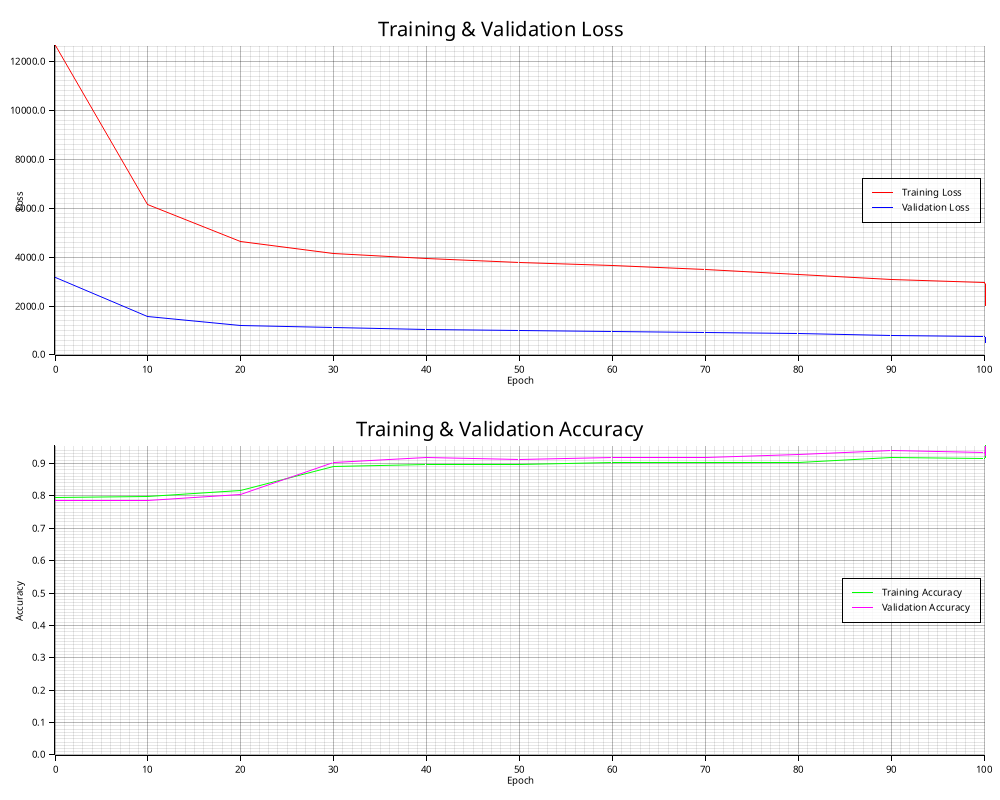 Training & Validation Loss
12000.0
10000.0
8000.0
6000.0
4000.0
2000.0
0.0
Loss
Training Loss
Validation Loss
0 10 20 30 40 50 60 70 80 90 100
Epoch
Training & Validation Accuracy
0.9
0.8
0.7
0.6
0.5
0.4
0.3
0.2
0.1
0.0
Accuracy
Training Accuracy
Validation Accuracy
0 10 20 30 40 50 60 70 80 90 100
Epoch